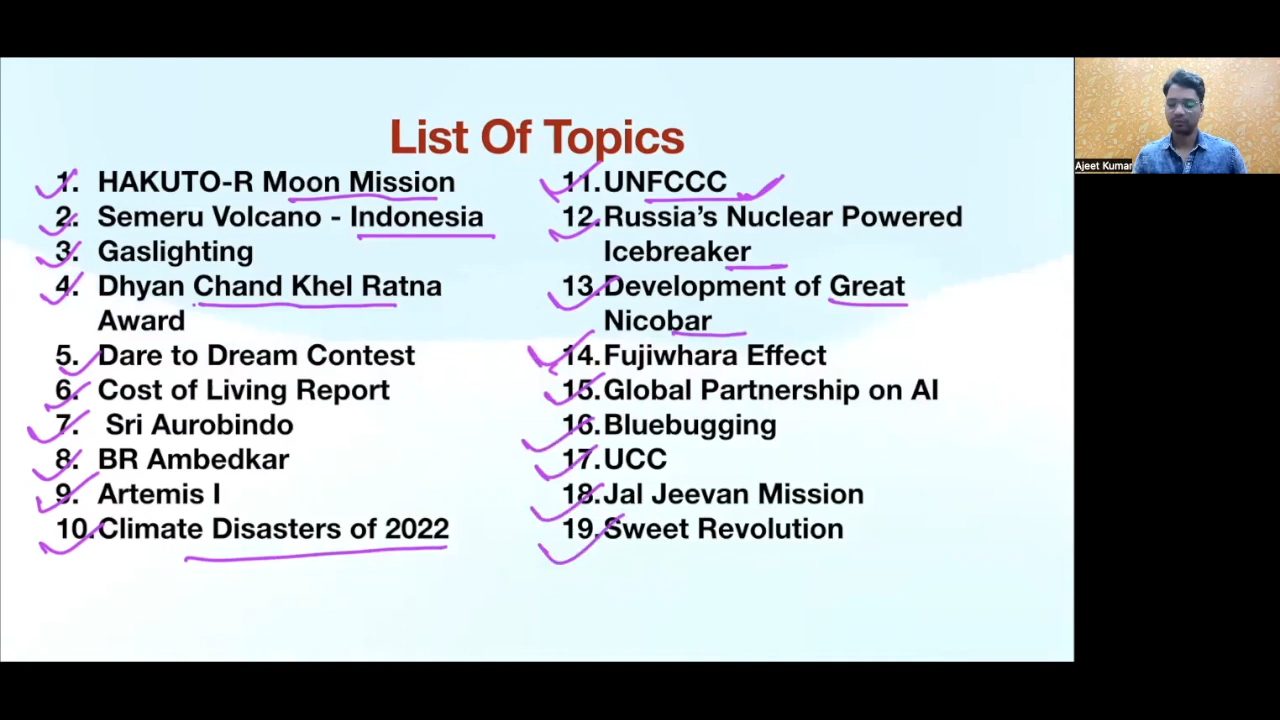 List Of Topics
1. HAKUTO-R Moon Mission
2. Semeru Volcano - Indonesia
3. Gaslighting
4. Dhyan Chand Khel Ratna
Award
5. Dare to Dream Contest
6. Cost of Living Report
7. Sri Aurobindo
8. BR Ambedkar
9. Artemis I
10. Climate Disasters of 2022
11. UNFCCC
12. Russia's Nuclear Powered
Icebreaker
13. Development of Great
Nicobar
14. Fujiwhara Effect
15. Global Partnership on AI
16. Bluebugging
17. UCC
18. Jal Jeevan Mission
19. Sweet Revolution
Ajeet Kumar